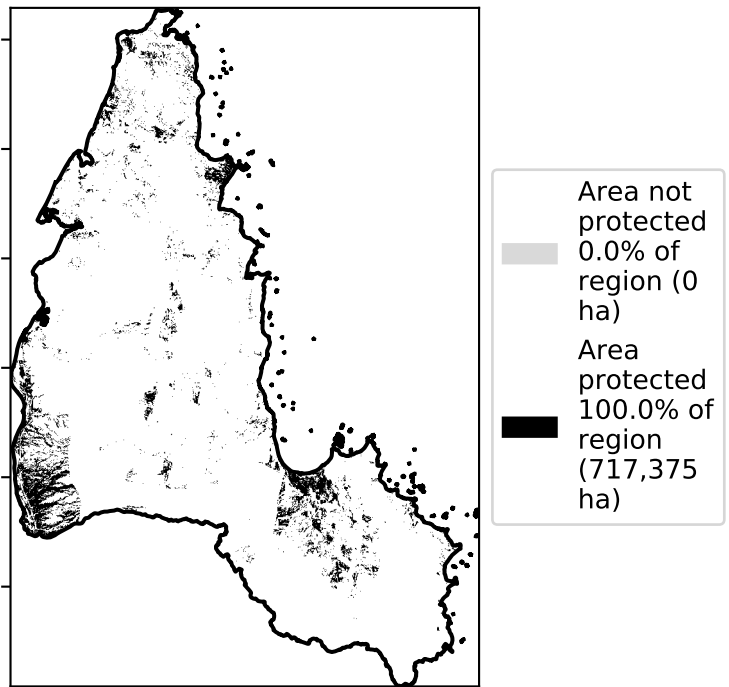 Area not
protected
0.0% of
region (0
ha)
Area
protected
100.0% of
region
(717,375
ha)